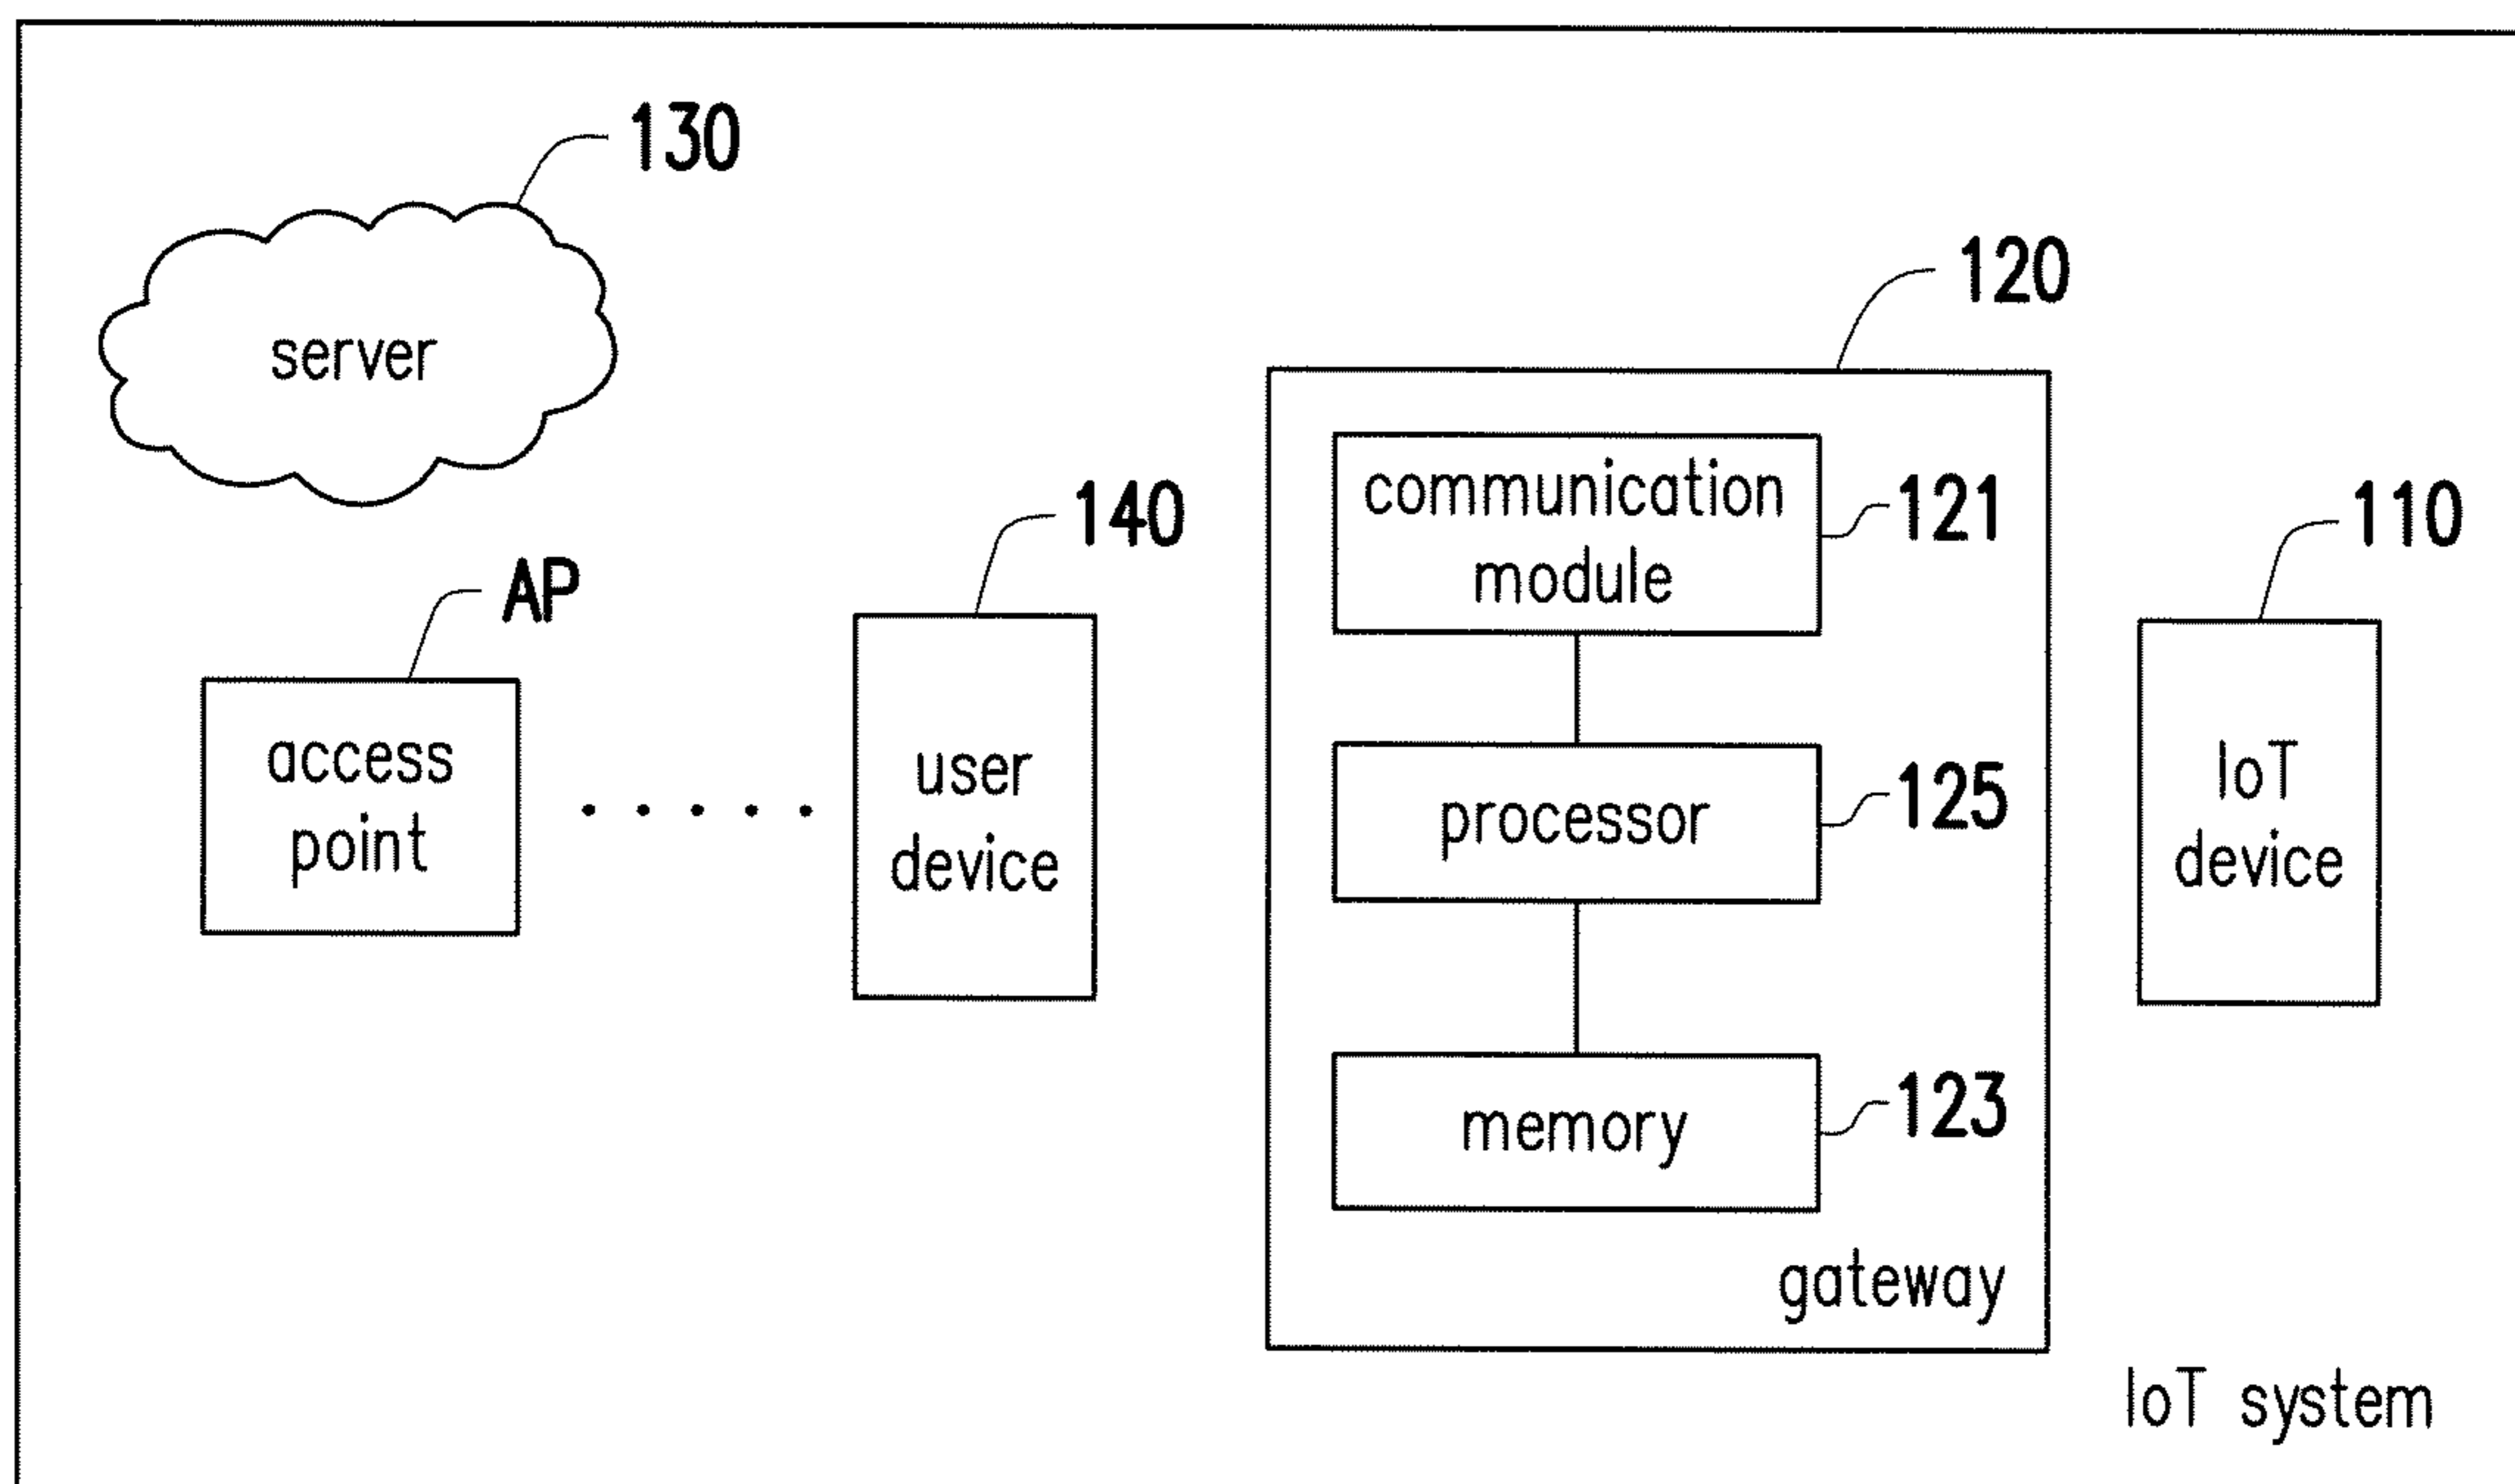 130
server
120
communication
module
121
140
110
AP
access
point
user
device
processor
125
IoT
device
memory
123
gateway
IoT system